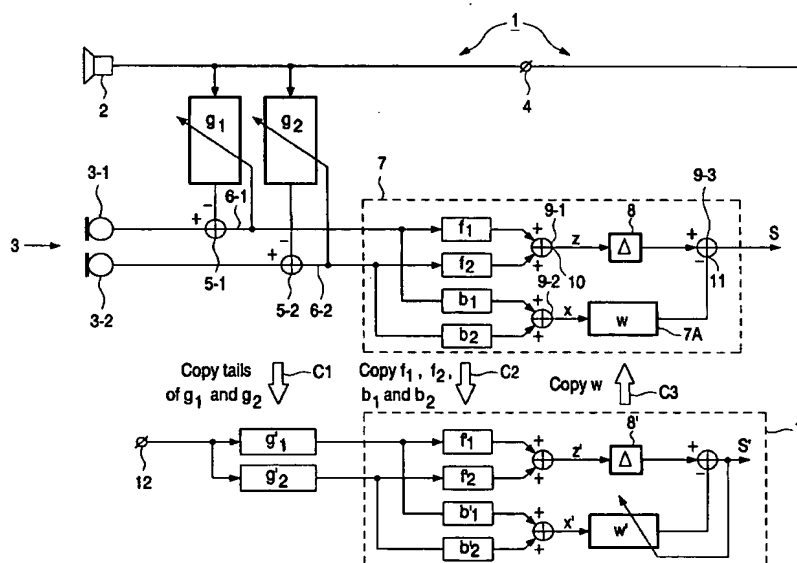 1
2
4
g1
g2
3-1
3
3-2
6-1
5-1
5-2
6-2
7
f1
f2
b1
b2
9-1
z
10
9-2
x
8
Δ
w
7A
9-3
11
S
+
−
+
−
+
+
+
+
+
−
Copy tails
of g1 and g2
C1
Copy f1, f2,
b1 and b2
C2
Copy w
C3
12
g'1
g'2
f'1
f'2
b'1
b'2
z'
x'
8'
Δ
w'
S'
+
+
+
+
+
−